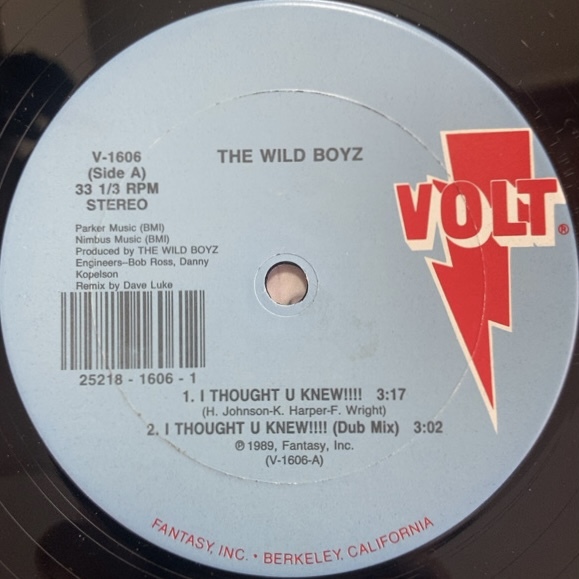 V-1606
(Side A)
33 1/3 RPM
STEREO
THE WILD BOYZ
VOLT®
Parker Music (BMI)
Nimbus Music (BMI)
Produced by THE WILD BOYZ
Engineers-Bob Ross, Danny
Kopelson
Remix by Dave Luke
25218 - 1606 - 1
1. I THOUGHT U KNEW!!!! 3:17
(H. Johnson-K. Harper-F. Wright)
2. I THOUGHT U KNEW!!!! (Dub Mix) 3:02
℗ 1989, Fantasy, Inc.
(V-1606-A)
FANTASY, INC. • BERKELEY, CALIFORNIA